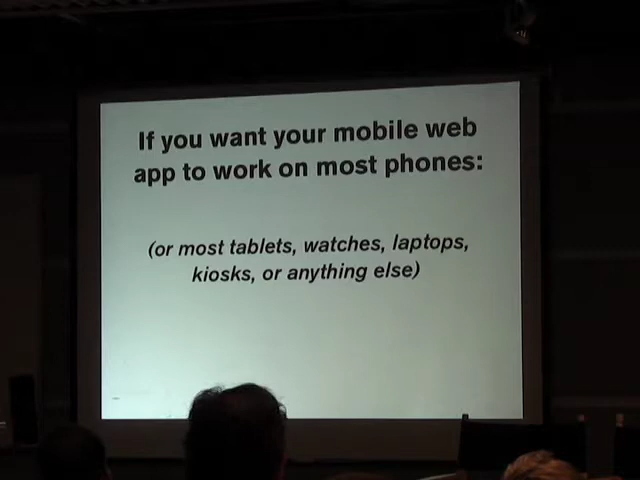 If you want your mobile web
app to work on most phones:
(or most tablets, watches, laptops,
kiosks, or anything else)